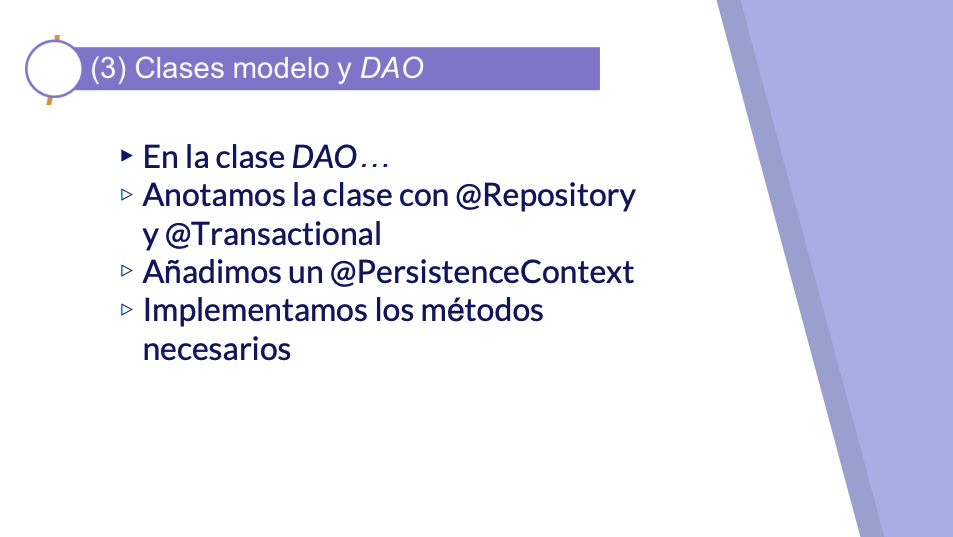 (3) Clases modelo y DAO
En la clase DAO…
Anotamos la clase con @Repository
y @Transactional
Añadimos un @PersistenceContext
Implementamos los métodos
necesarios